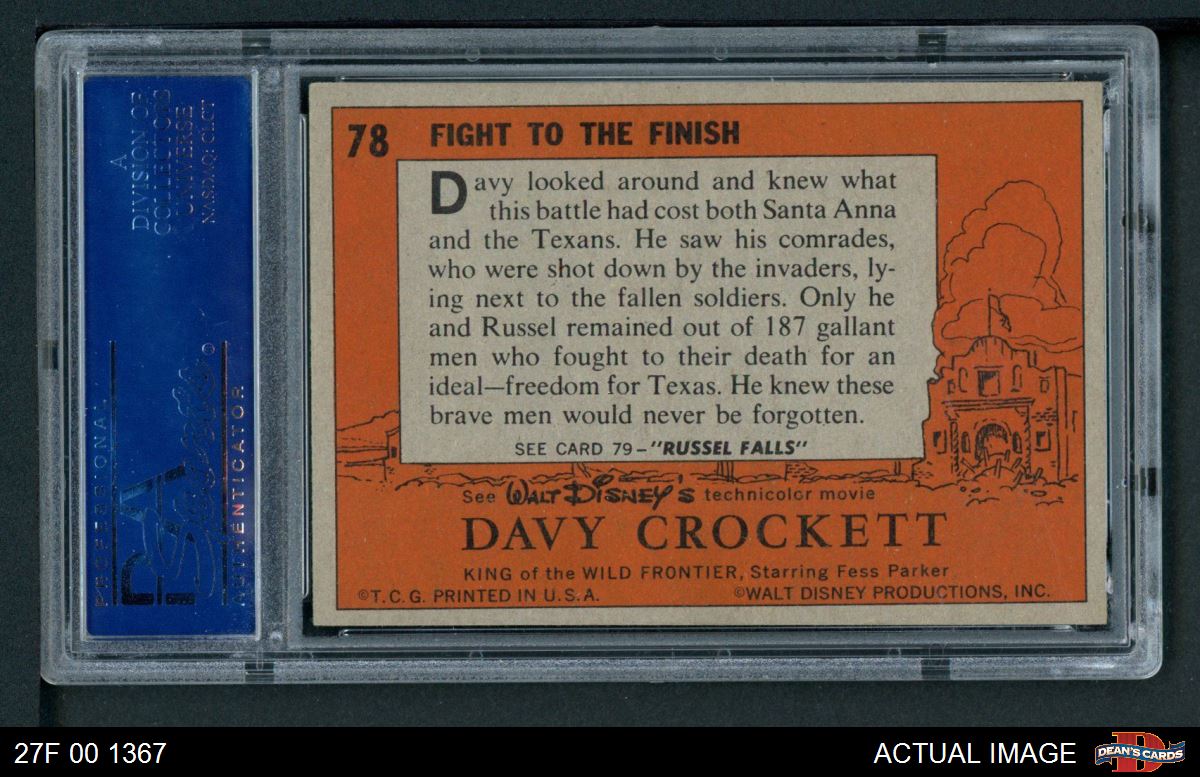 A
DIVISION OF
COLLECTORS
UNIVERSE
NASDAQ: CLCT
PROFESSIONAL
PSA
AUTHENTICATOR
78 FIGHT TO THE FINISH
Davy looked around and knew what
this battle had cost both Santa Anna
and the Texans. He saw his comrades,
who were shot down by the invaders, ly-
ing next to the fallen soldiers. Only he
and Russel remained out of 187 gallant
men who fought to their death for an
ideal—freedom for Texas. He knew these
brave men would never be forgotten.
SEE CARD 79–"RUSSEL FALLS"
See WALT DISNEY'S technicolor movie
DAVY CROCKETT
KING of the WILD FRONTIER, Starring Fess Parker
©T.C.G. PRINTED IN U.S.A. ©WALT DISNEY PRODUCTIONS, INC.
27F 00 1367
ACTUAL IMAGE
DEAN'S CARDS